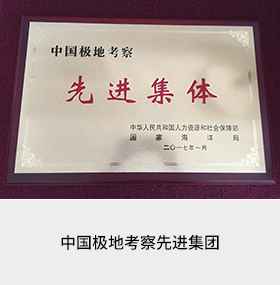 中国极地考察
先进集体
中华人民共和国人力资源和社会保障部
国家海洋局
二〇一七年一月
中国极地考察先进集团